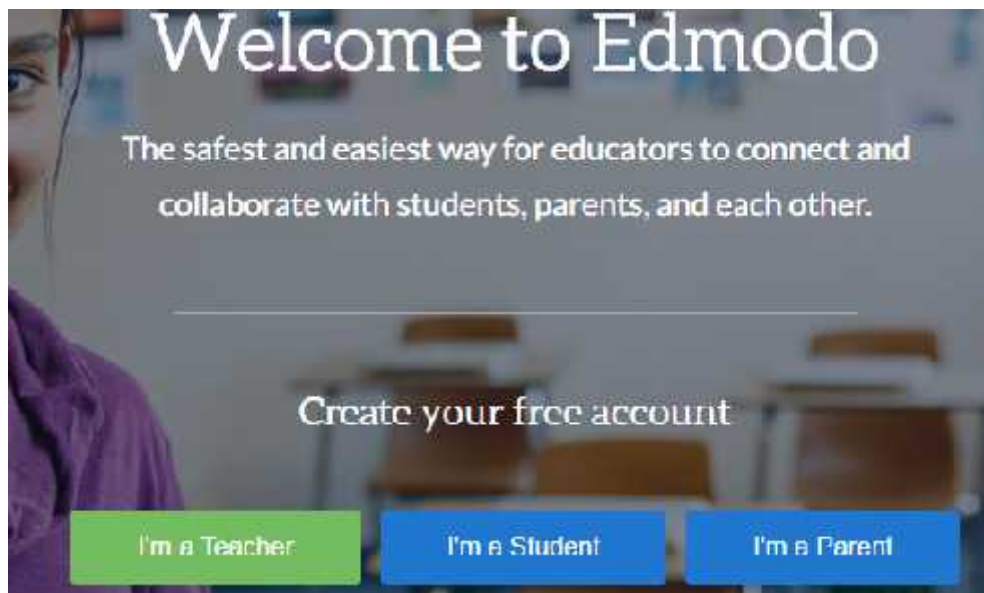 Welcome to Edmodo
The safest and easiest way for educators to connect and
collaborate with students, parents, and each other.
Create your free account
I'm a Teacher
I'm a Student
I'm a Parent